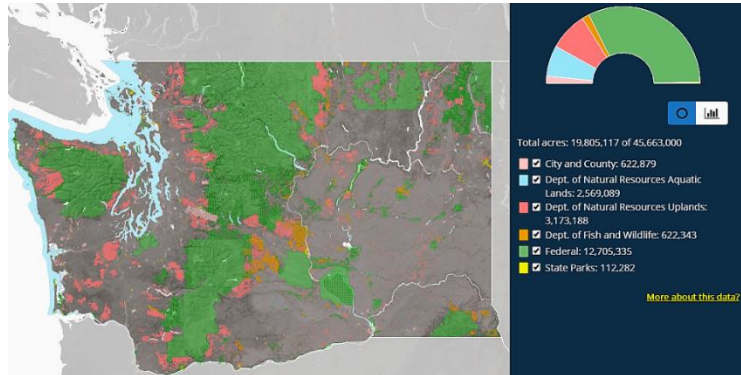 Total acres: 19,805,117 of 45,663,000
City and County: 622,879
Dept. of Natural Resources Aquatic
Lands: 2,569,089
Dept. of Natural Resources Uplands:
3,173,188
Dept. of Fish and Wildlife: 622,343
Federal: 12,705,335
State Parks: 112,282
More about this data?